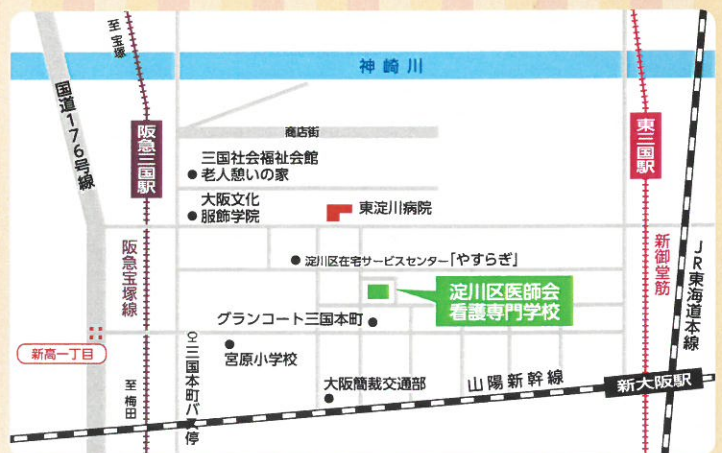 至 宝塚
神崎川
国道176号線
阪急三国駅
商店街
東三国駅
三国社会福祉会館
老人憩いの家
大阪文化
服飾学院
東淀川病院
阪急宝塚線
淀川区在宅サービスセンター「やすらぎ」
新御堂筋
JR東海道本線
淀川区医師会
看護専門学校
グランコート三国本町
新高一丁目
宮原小学校
三国本町バス停
至 梅田
大阪簡裁交通部
山陽新幹線
新大阪駅